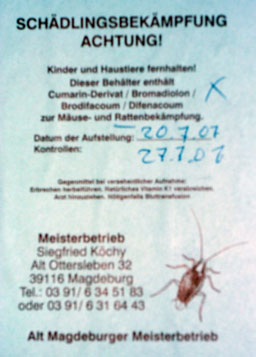 SCHÄDLINGSBEKÄMPFUNG
ACHTUNG!
Kinder und Haustiere fernhalten!
Dieser Behälter enthält
Cumarin-Derivat / Bromadiolon / X
Brodifacoum / Difenacoum
zur Mäuse- und Rattenbekämpfung.
Datum der Aufstellung: 20.7.07
Kontrollen: 27.7.07
Gegenmittel bei versehentlicher Aufnahme:
Erbrechen herbeiführen. Natürliches Vitamin K1 verabreichen.
Arzt hinzuziehen. Nötigenfalls Bluttransfusion
Meisterbetrieb
Siegfried Köchy
Alt Ottersleben 32
39116 Magdeburg
Tel.: 03 91/ 6 34 51 83
oder 03 91/ 6 31 64 43
Alt Magdeburger Meisterbetrieb